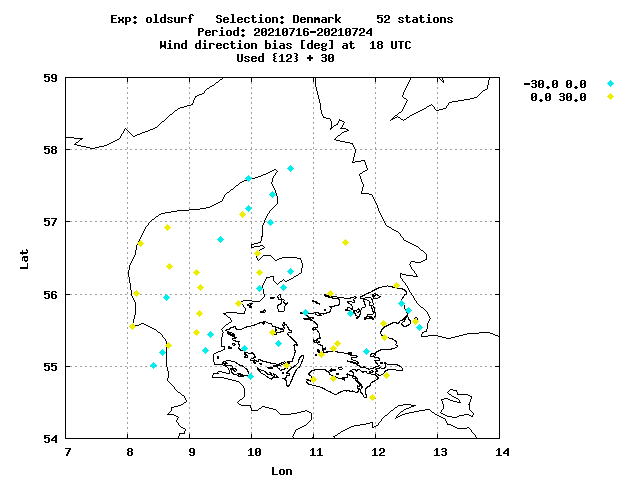 Exp: oldsurf   Selection: Denmark     52 stations
Period: 20210716-20210724
Wind direction bias [deg] at  18 UTC
Used {12} + 30
-30.0 0.0
0.0 30.0
59
58
57
56
55
54
Lat
7 8 9 10 11 12 13 14
Lon